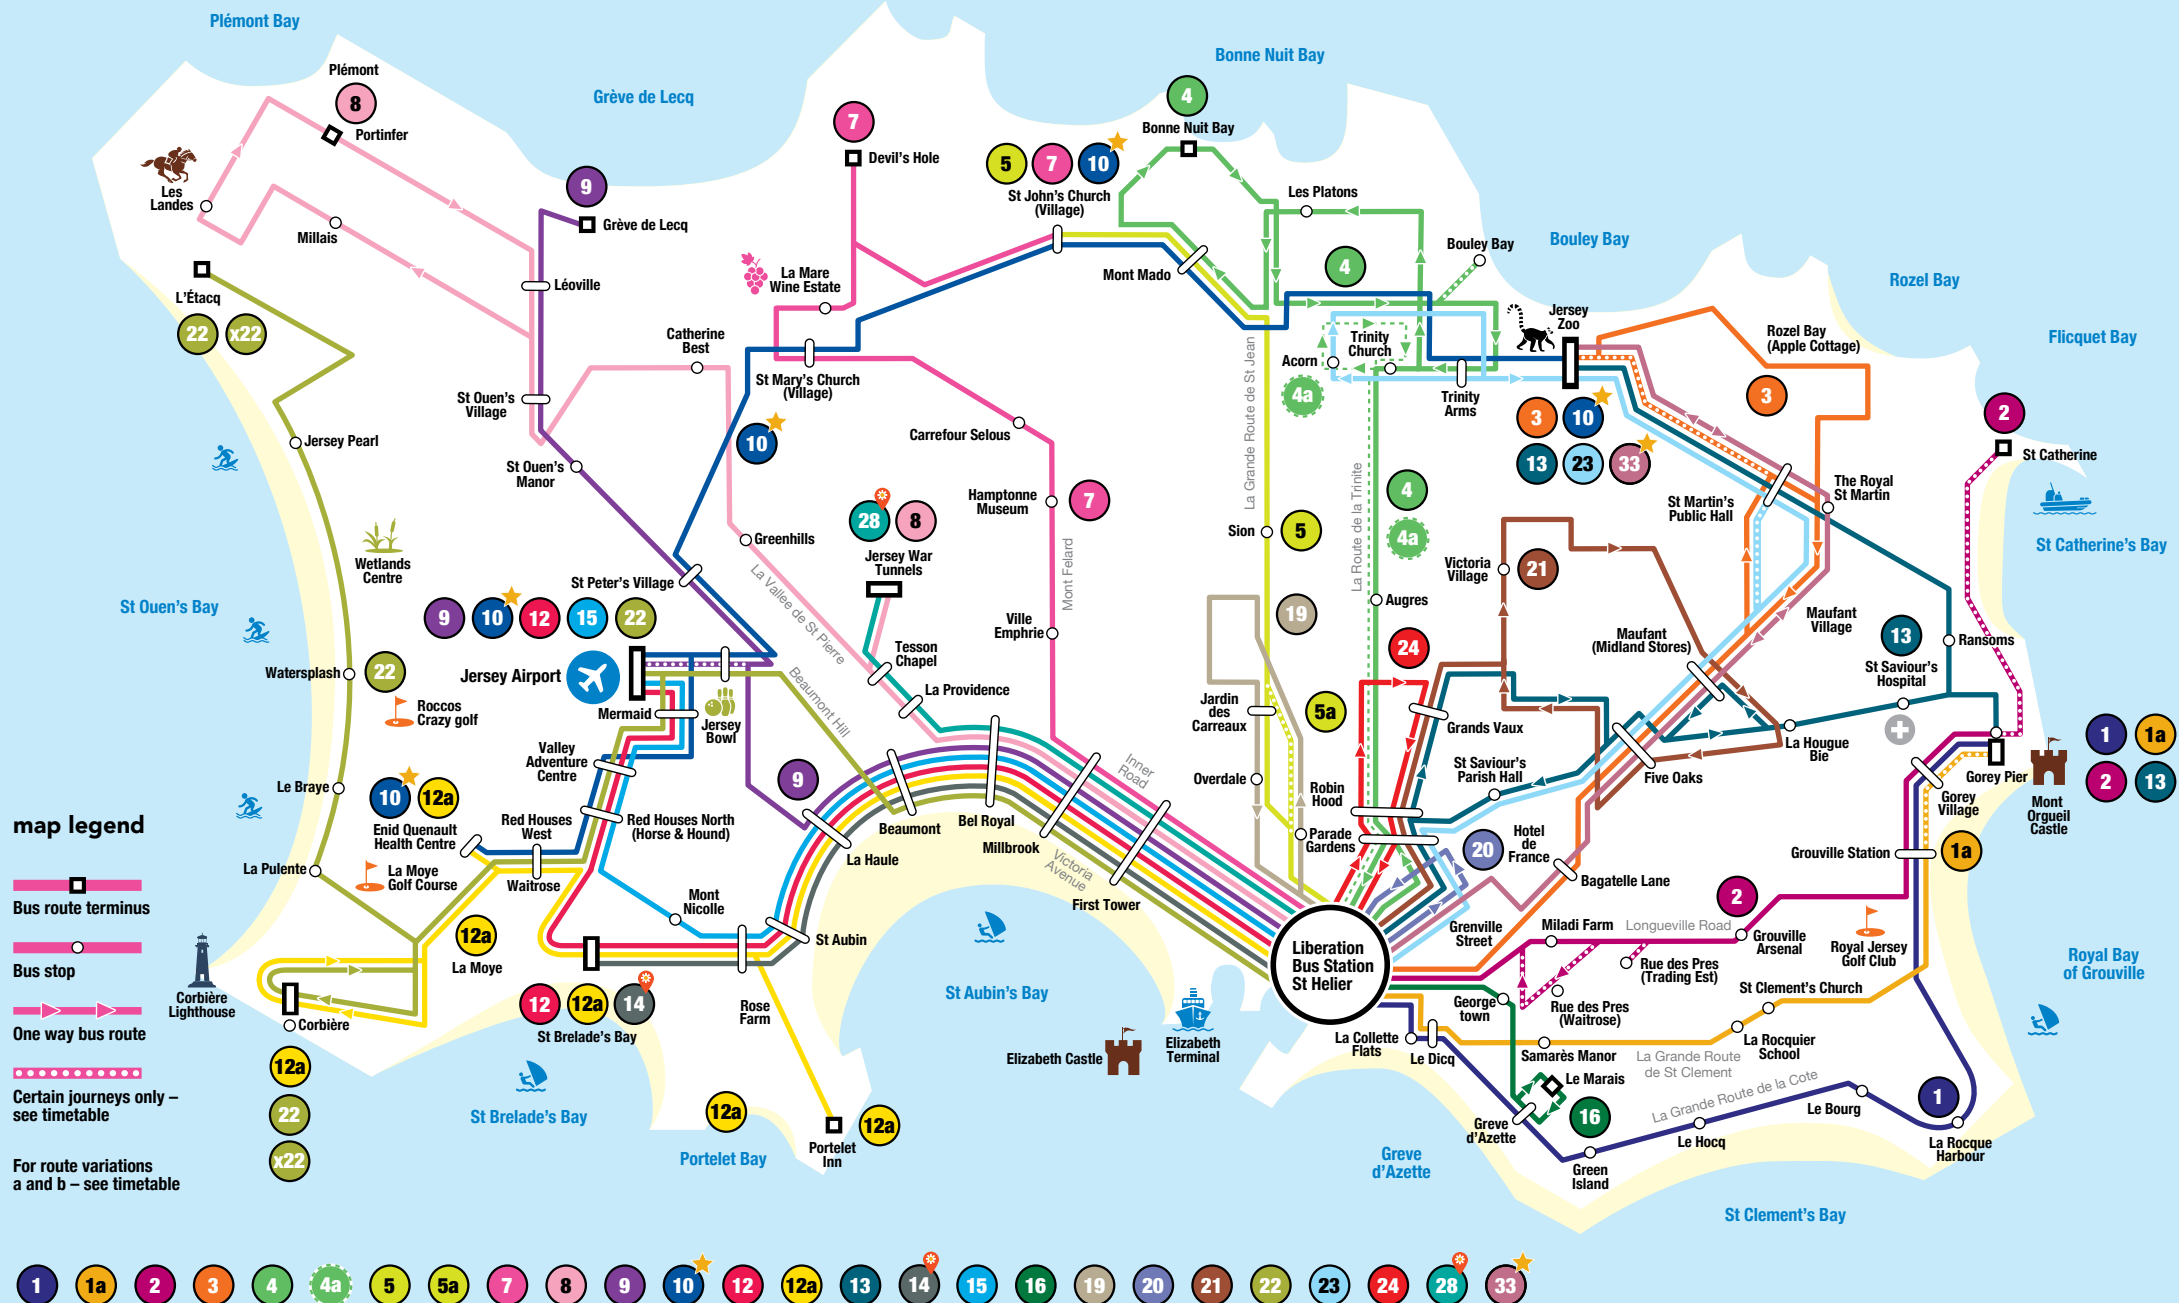 Plémont Bay
Bonne Nuit Bay
Grève de Lecq
Plémont
8
Portinfer
4
Bonne Nuit Bay
7
Devil's Hole
5
7
10
St John's Church
(Village)
Les
Landes
Millais
9
Grève de Lecq
Les Platons
Bouley Bay
Bouley Bay
Rozel Bay
Flicquet Bay
L'Étacq
22
x22
Léoville
La Mare
Wine Estate
Mont Mado
4
Jersey
Zoo
Rozel Bay
(Apple Cottage)
Catherine
Best
St Mary's Church
(Village)
Trinity
Church
Acorn
4a
Trinity
Arms
3
10
13
23
33
3
2
St Catherine
St Ouen's
Village
Jersey Pearl
St Ouen's
Manor
10
Carrefour Selous
La Grande Route de St Jean
La Route de la Trinite
4
4a
St Martin's
Public Hall
The Royal
St Martin
St Catherine's Bay
Hamptonne
Museum
7
Mont Felard
28
8
Jersey War
Tunnels
Greenhills
La Vallee de St Pierre
Sion
5
Victoria
Village
21
Wetlands
Centre
St Ouen's Bay
St Peter's Village
9
10
12
15
22
Ville
Emphrie
19
Augres
24
Maufant
(Midland Stores)
Maufant
Village
13
St Saviour's
Hospital
Ransoms
Watersplash
22
Roccos
Crazy golf
Jersey Airport
Mermaid
Jersey
Bowl
Tesson
Chapel
La Providence
Beaumont Hill
Jardin
des
Carreaux
5a
Grands Vaux
La Hougue
Bie
1
1a
2
13
Gorey Pier
Mont
Orgueil
Castle
Gorey
Village
Valley
Adventure
Centre
Le Braye
10
12a
Enid Quenault
Health Centre
Red Houses
West
Red Houses North
(Horse & Hound)
9
Inner
Road
Overdale
St Saviour's
Parish Hall
Five Oaks
Robin
Hood
Parade
Gardens
Hotel
de
France
20
Bagatelle Lane
Grouville Station
1a
La Pulente
La Moye
Golf Course
Waitrose
La Haule
Beaumont
Bel Royal
Millbrook
Victoria
Avenue
First Tower
Mont
Nicolle
St Aubin
12a
La Moye
Corbière
Lighthouse
Corbière
12a
22
x22
12
12a
14
St Brelade's Bay
Rose
Farm
St Aubin's Bay
Elizabeth Castle
Elizabeth
Terminal
Liberation
Bus Station
St Helier
Grenville
Street
Miladi Farm
Longueville Road
2
Grouville
Arsenal
Rue des Pres
(Trading Est)
Rue des Pres
(Waitrose)
Royal Jersey
Golf Club
Royal Bay
of Grouville
George
town
St Clement's Church
La Rocquier
School
La Collette
Flats
Le Dicq
Samarès Manor
La Grande Route
de St Clement
Le Marais
16
La Grande Route de la Cote
Greve
d'Azette
Green
Island
Le Hocq
Le Bourg
1
La Rocque
Harbour
Greve
d'Azette
St Clement's Bay
St Brelade's Bay
12a
Portelet Bay
Portelet
Inn
12a
map legend
Bus route terminus
Bus stop
One way bus route
Certain journeys only –
see timetable
For route variations
a and b – see timetable
1 1a 2 3 4 4a 5 5a 7 8 9 10 12 12a 13 14 15 16 19 20 21 22 23 24 28 33